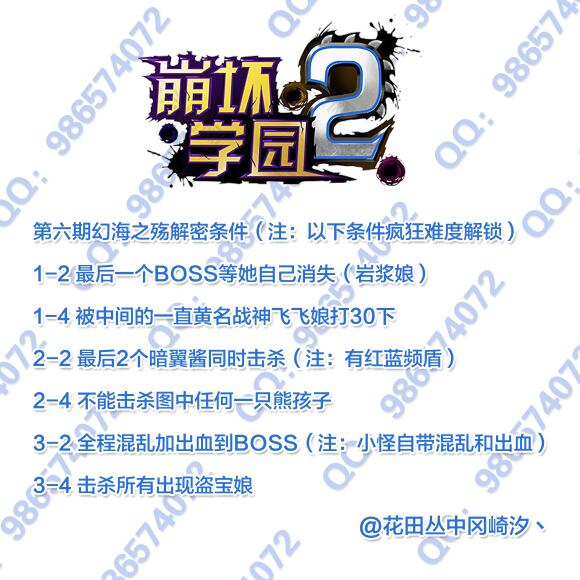 崩坏
学园2
第六期幻海之殇解密条件（注：以下条件疯狂难度解锁）
1-2 最后一个BOSS等她自己消失（岩浆娘）
1-4 被中间的一直黄名战神飞飞娘打30下
2-2 最后2个暗翼酱同时击杀（注：有红蓝频盾）
2-4 不能击杀图中任何一只熊孩子
3-2 全程混乱加出血到BOSS（注：小怪自带混乱和出血）
3-4 击杀所有出现盗宝娘
@花田丛中冈崎汐丶
QQ：986574072